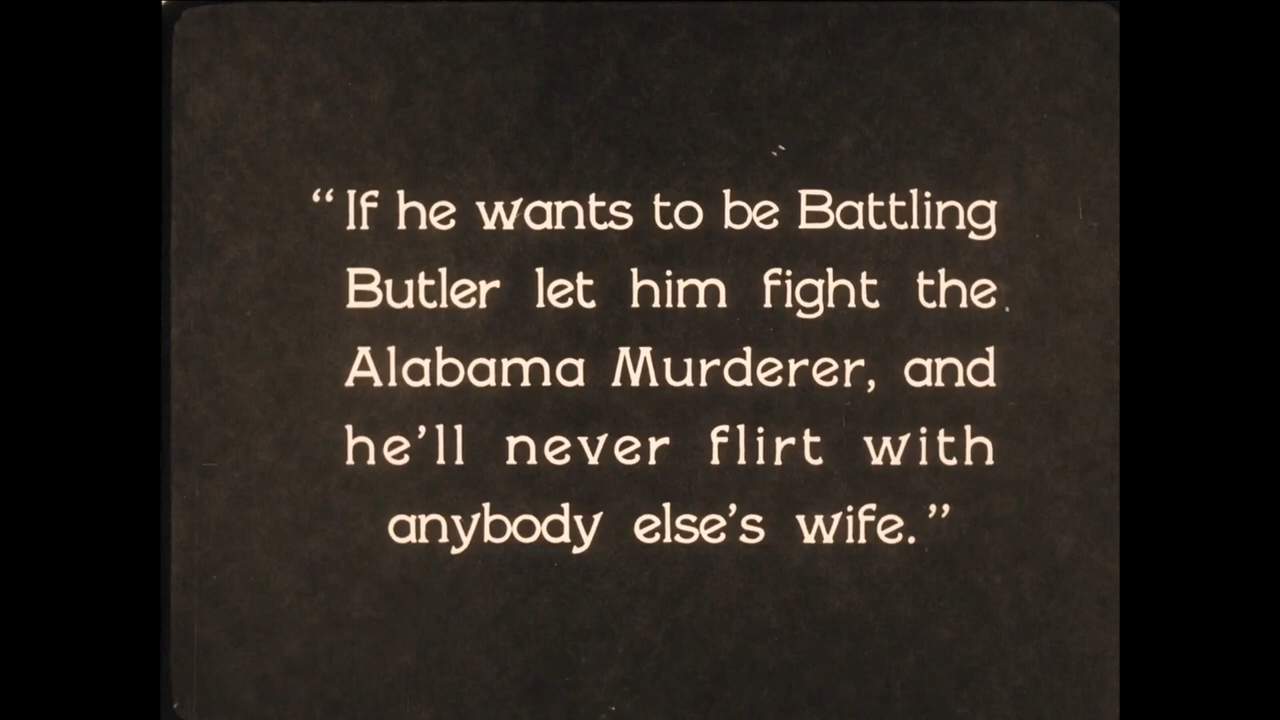 “If he wants to be Battling
Butler let him fight the
Alabama Murderer, and
he’ll never flirt with
anybody else’s wife.”